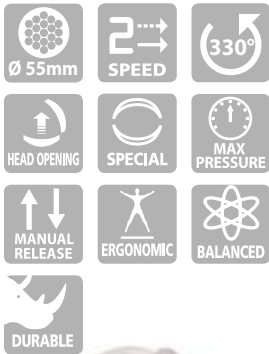 Ø 55mm
2
SPEED
330°
HEAD OPENING
SPECIAL
MAX
PRESSURE
MANUAL
RELEASE
ERGONOMIC
BALANCED
DURABLE